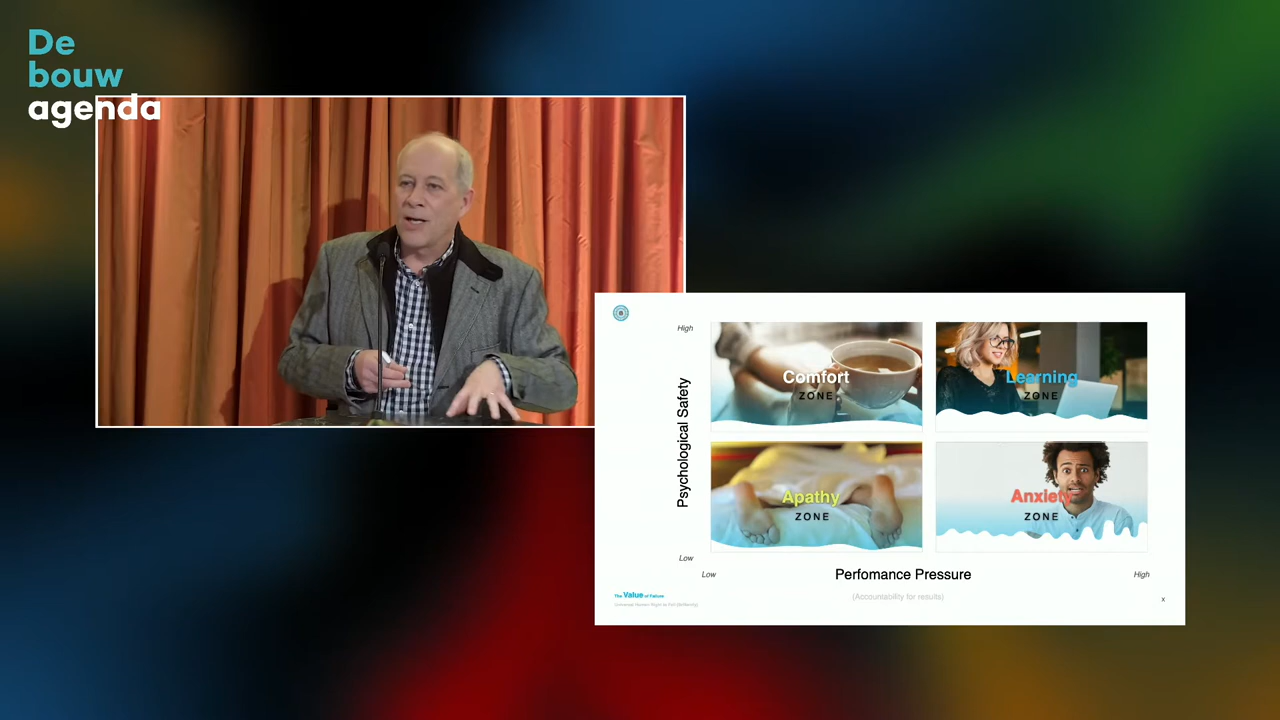 De
bouw
agenda
High
Comfort
ZONE
Learning
ZONE
Psychological Safety
Apathy
ZONE
Anxiety
ZONE
Low
Low
Perfomance Pressure
High
(Accountability for results)
The Value of Failure
x